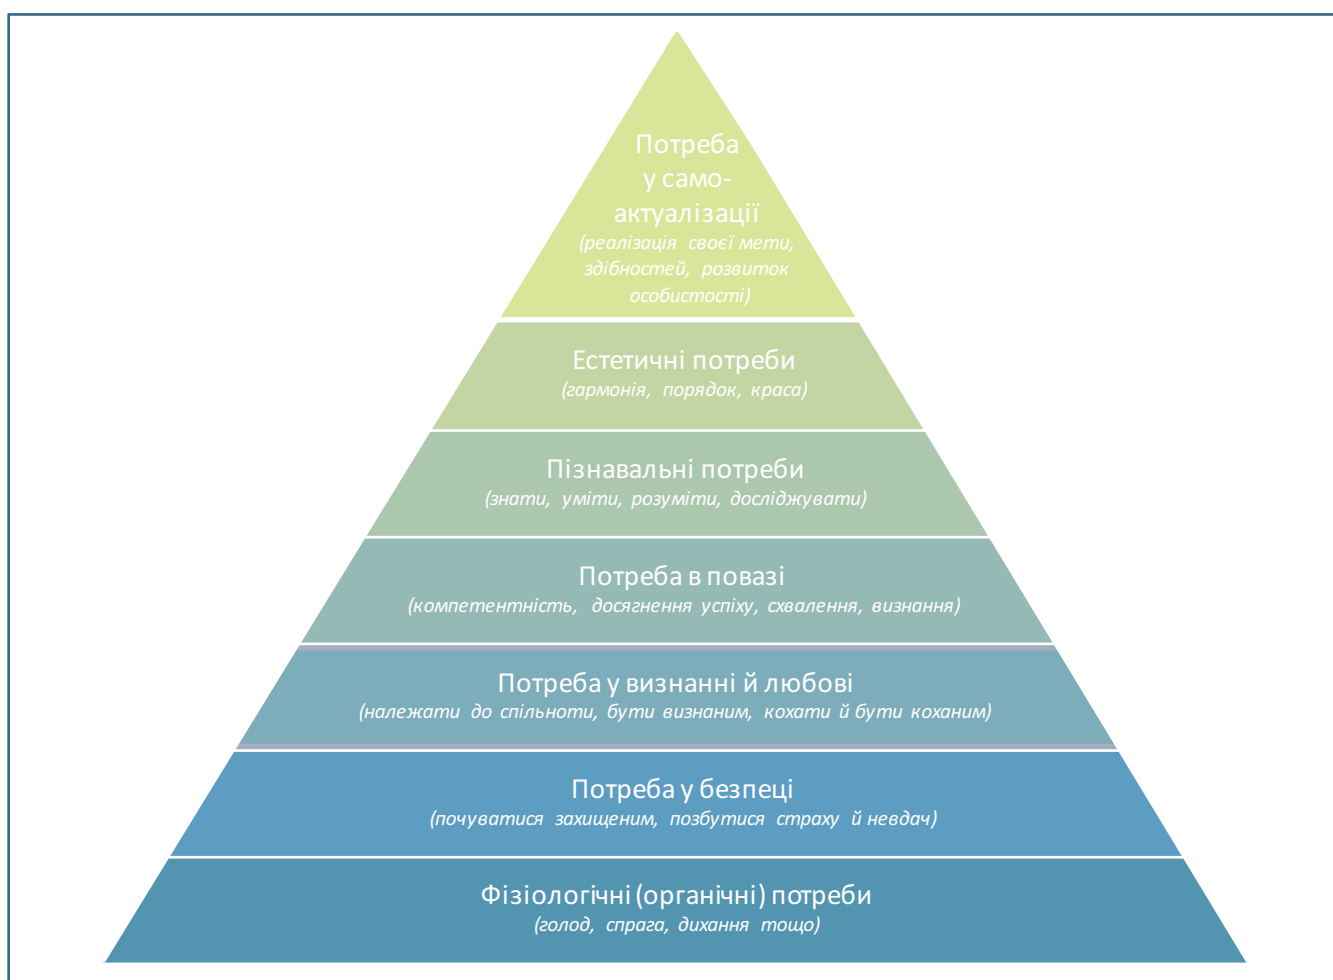 Потреба
у само-
актуалізації
(реалізація своєї мети,
здібностей, розвиток
особистості)
Естетичні потреби
(гармонія, порядок, краса)
Пізнавальні потреби
(знати, уміти, розуміти, досліджувати)
Потреба в повазі
(компетентність, досягнення успіху, схвалення, визнання)
Потреба у визнанні й любові
(належати до спільноти, бути визнаним, кохати й бути коханим)
Потреба у безпеці
(почуватися захищеним, позбутися страху й невдач)
Фізіологічні (органічні) потреби
(голод, спрага, дихання тощо)